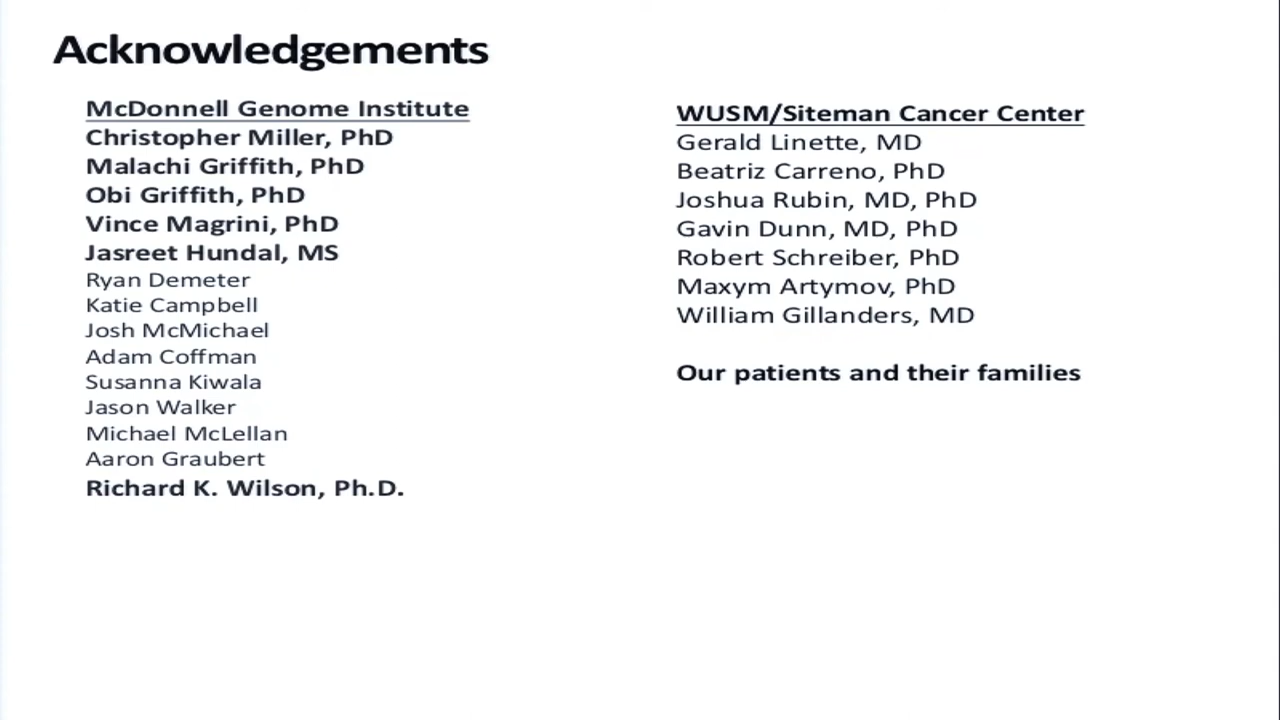 Acknowledgements
McDonnell Genome Institute
Christopher Miller, PhD
Malachi Griffith, PhD
Obi Griffith, PhD
Vince Magrini, PhD
Jasreet Hundal, MS
Ryan Demeter
Katie Campbell
Josh McMichael
Adam Coffman
Susanna Kiwala
Jason Walker
Michael McLellan
Aaron Graubert
Richard K. Wilson, Ph.D.
WUSM/Siteman Cancer Center
Gerald Linette, MD
Beatriz Carreno, PhD
Joshua Rubin, MD, PhD
Gavin Dunn, MD, PhD
Robert Schreiber, PhD
Maxym Artymov, PhD
William Gillanders, MD
Our patients and their families